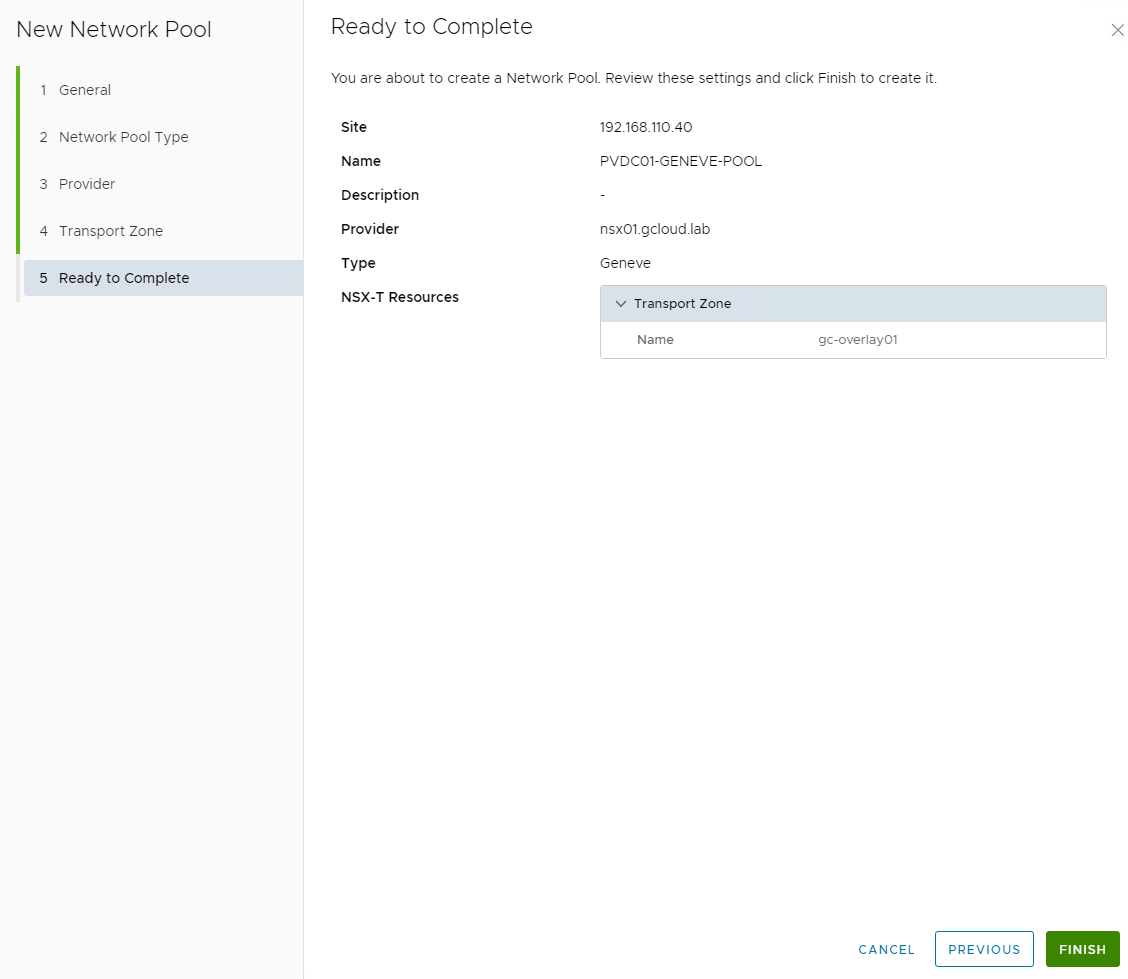 New Network Pool
1 General
2 Network Pool Type
3 Provider
4 Transport Zone
5 Ready to Complete
Ready to Complete
You are about to create a Network Pool. Review these settings and click Finish to create it.
Site 192.168.110.40
Name PVDC01-GENEVE-POOL
Description -
Provider nsx01.gcloud.lab
Type Geneve
NSX-T Resources
Transport Zone
Name gc-overlay01
CANCEL PREVIOUS FINISH